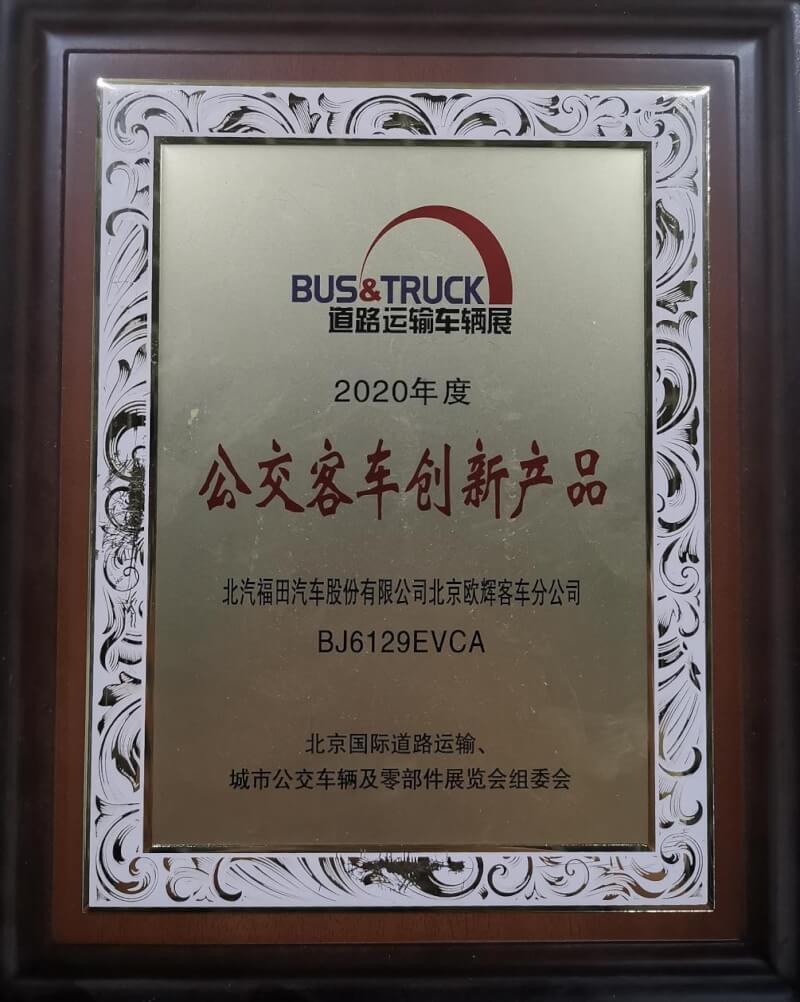 BUS&TRUCK
道路运输车辆展
2020年度
公交客车创新产品
北汽福田汽车股份有限公司北京欧辉客车分公司
BJ6129EVCA
北京国际道路运输、
城市公交车辆及零部件展览会组委会